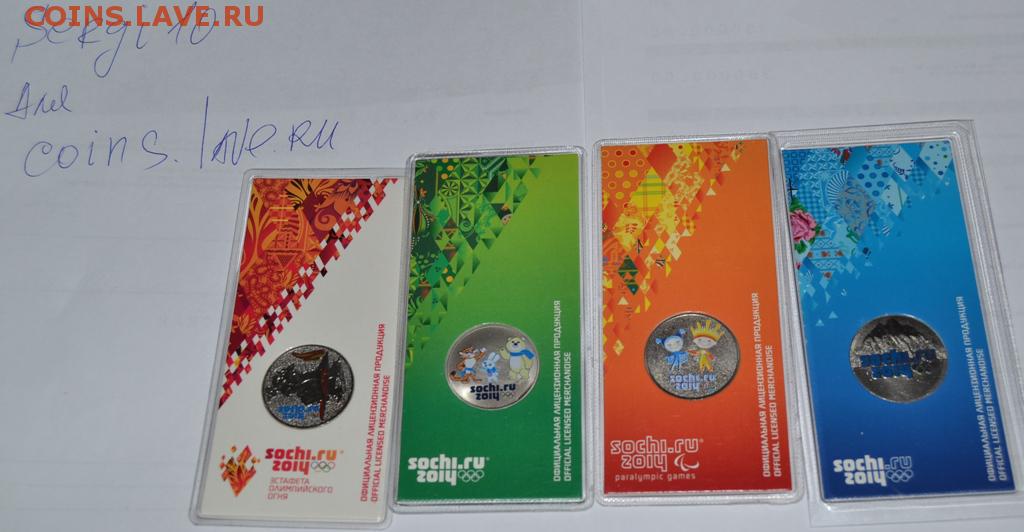 COINS.LAVE.RU
Sergi10
для
coins.lave.ru
sochi.ru
2014
ЭСТАФЕТА
ОЛИМПИЙСКОГО
ОГНЯ
ОФИЦИАЛЬНАЯ ЛИЦЕНЗИОННАЯ ПРОДУКЦИЯ
OFFICIAL LICENSED MERCHANDISE
sochi.ru
2014
sochi.ru
2014
ОФИЦИАЛЬНАЯ ЛИЦЕНЗИОННАЯ ПРОДУКЦИЯ
OFFICIAL LICENSED MERCHANDISE
sochi.ru
2014
sochi.ru
2014
paralympic games
ОФИЦИАЛЬНАЯ ЛИЦЕНЗИОННАЯ ПРОДУКЦИЯ
OFFICIAL LICENSED MERCHANDISE
sochi.ru
2014
sochi.ru
2014
ОФИЦИАЛЬНАЯ ЛИЦЕНЗИОННАЯ ПРОДУКЦИЯ
OFFICIAL LICENSED MERCHANDISE